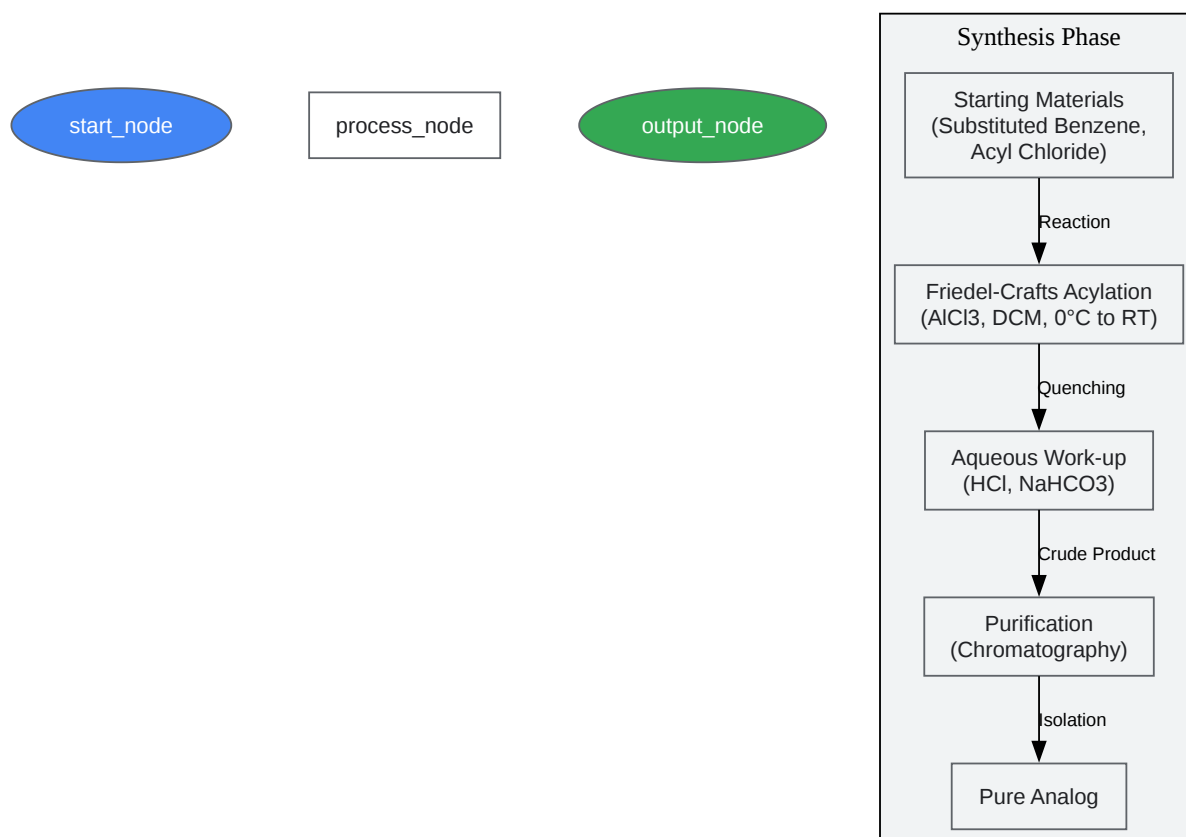 start_node
process_node
output_node
Synthesis Phase
Starting Materials
(Substituted Benzene,
Acyl Chloride)
Reaction
Friedel-Crafts Acylation
(AlCl3, DCM, 0°C to RT)
Quenching
Aqueous Work-up
(HCl, NaHCO3)
Crude Product
Purification
(Chromatography)
Isolation
Pure Analog